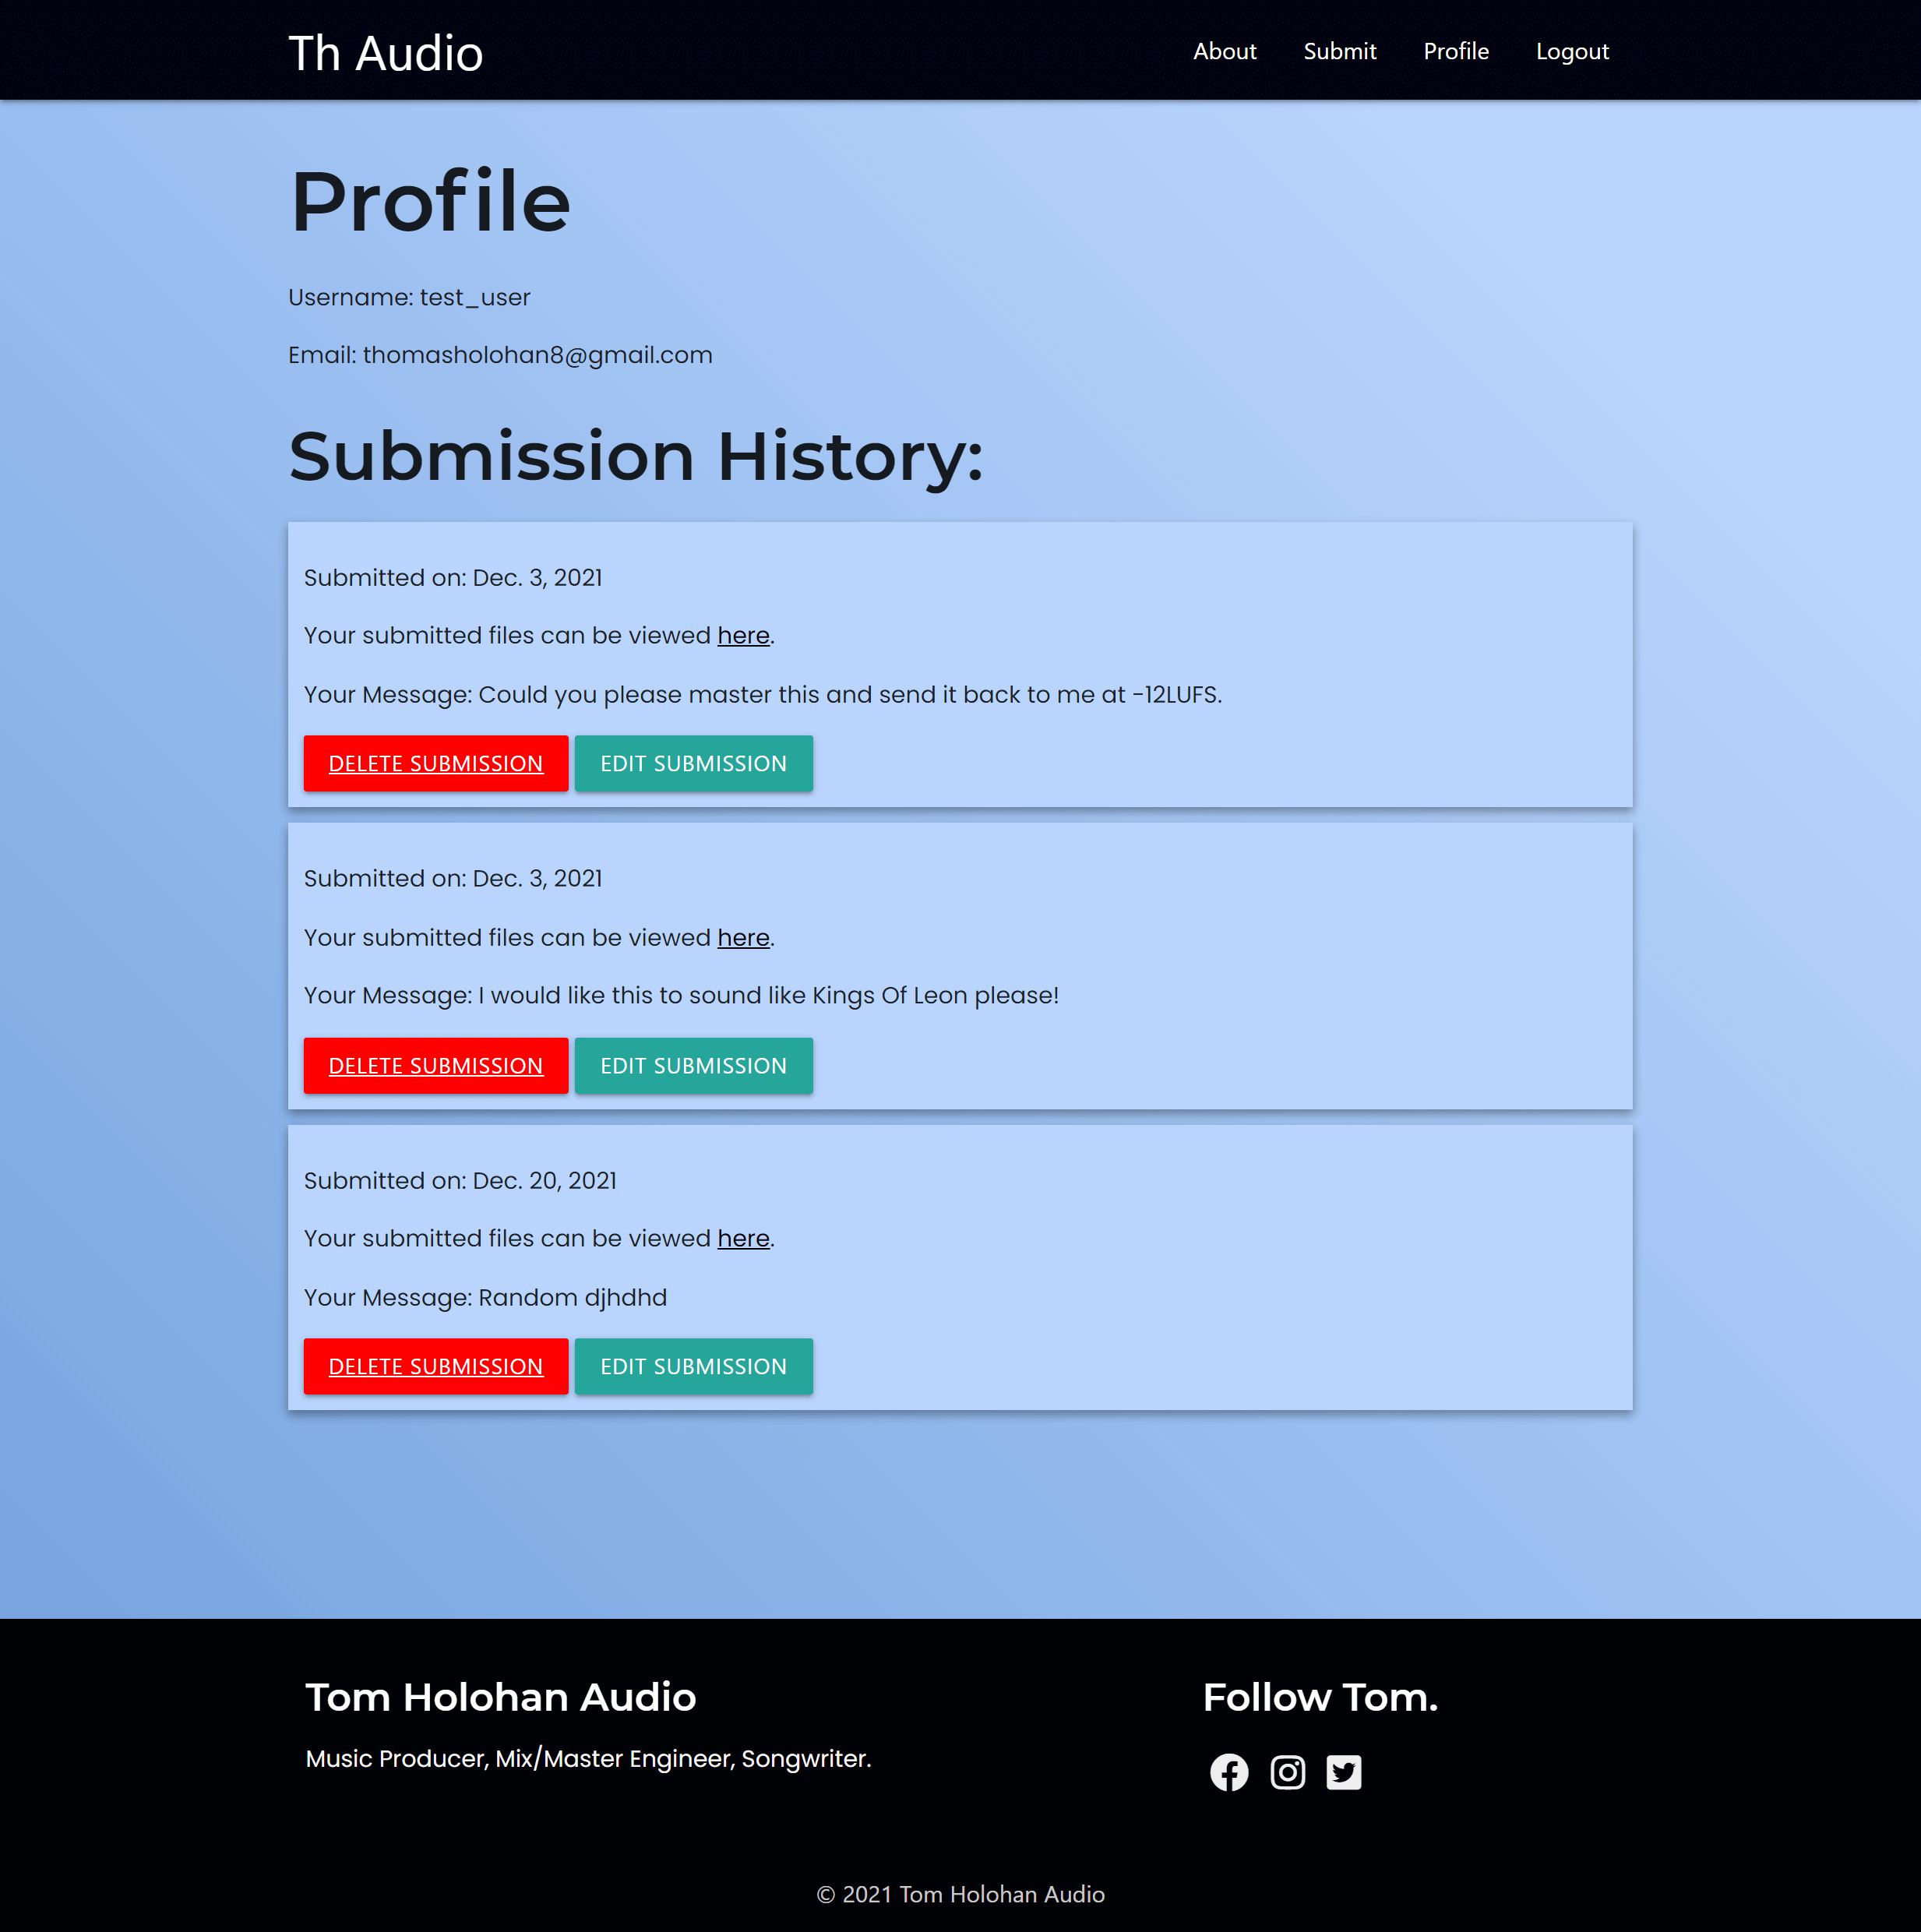 Th Audio
About Submit Profile Logout
Profile
Username: test_user
Email: thomasholohan8@gmail.com
Submission History:
Submitted on: Dec. 3, 2021
Your submitted files can be viewed here.
Your Message: Could you please master this and send it back to me at -12LUFS.
DELETE SUBMISSION EDIT SUBMISSION
Submitted on: Dec. 3, 2021
Your submitted files can be viewed here.
Your Message: I would like this to sound like Kings Of Leon please!
DELETE SUBMISSION EDIT SUBMISSION
Submitted on: Dec. 20, 2021
Your submitted files can be viewed here.
Your Message: Random djhdhd
DELETE SUBMISSION EDIT SUBMISSION
Tom Holohan Audio
Music Producer, Mix/Master Engineer, Songwriter.
Follow Tom.
© 2021 Tom Holohan Audio